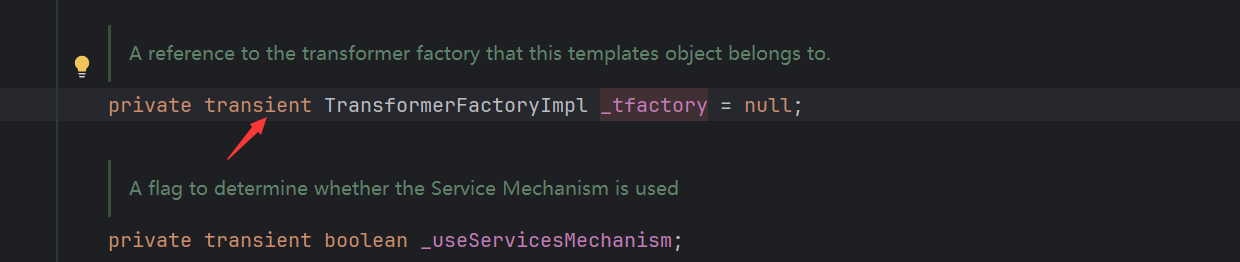 A reference to the transformer factory that this templates object belongs to.
private transient TransformerFactoryImpl _tfactory = null;
A flag to determine whether the Service Mechanism is used
private transient boolean _useServicesMechanism;